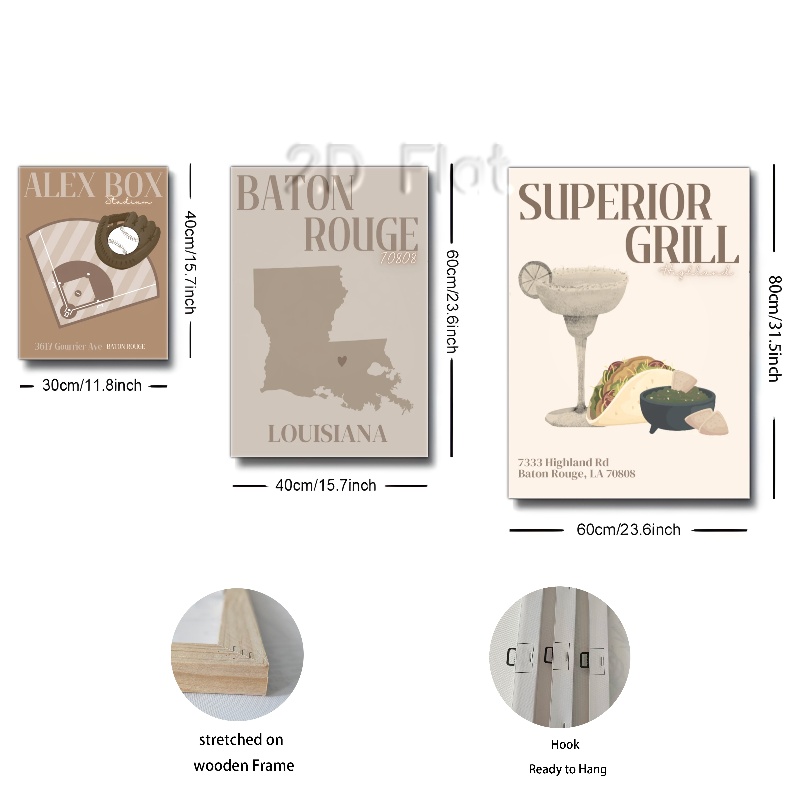 2D Flat
ALEX BOX
Stadium
3617 Gourrier Ave BATON ROUGE
40cm/15.7inch
30cm/11.8inch
BATON
ROUGE
70808
LOUISIANA
60cm/23.6inch
40cm/15.7inch
SUPERIOR
GRILL
Highland
7333 Highland Rd
Baton Rouge, LA 70808
80cm/31.5inch
60cm/23.6inch
stretched on
wooden Frame
Hook
Ready to Hang